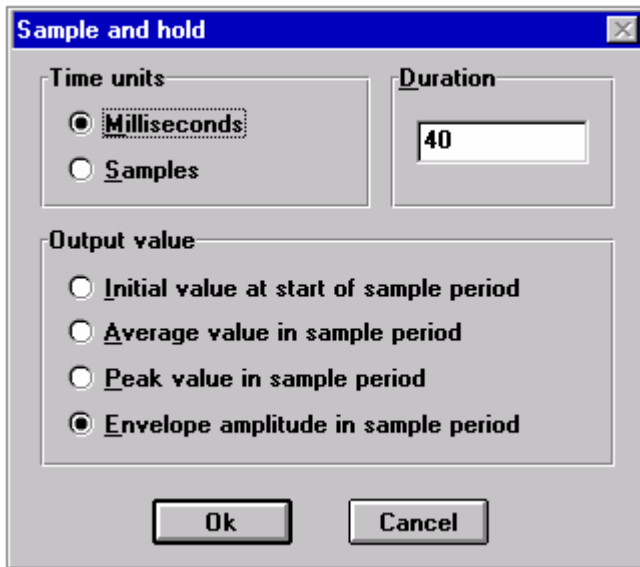 Sample and hold
Time units
Milliseconds
Samples
Duration
40
Output value
Initial value at start of sample period
Average value in sample period
Peak value in sample period
Envelope amplitude in sample period
Ok
Cancel